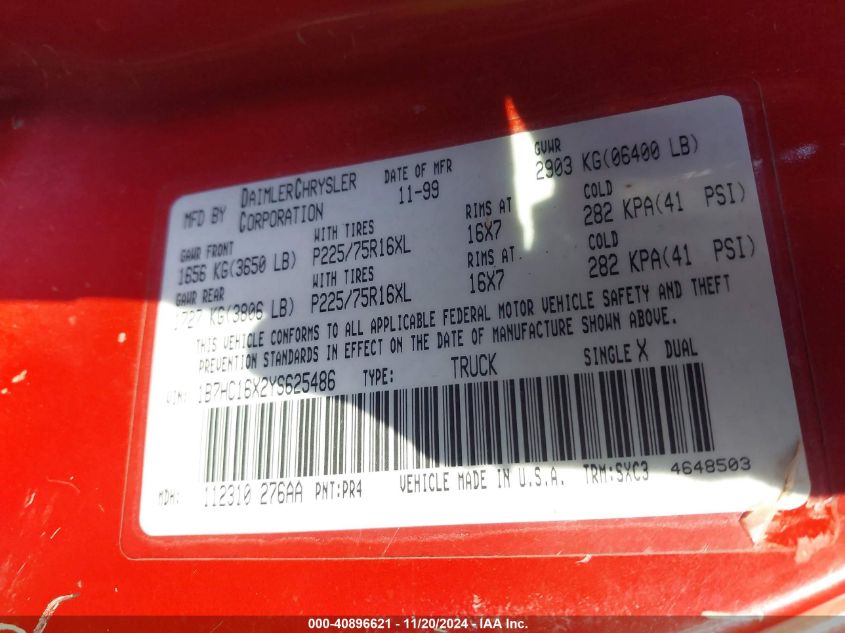 MFD BY DAIMLERCHRYSLER CORPORATION DATE OF MFR 11-99 GVWR 2903 KG(06400 LB)
GAWR FRONT WITH TIRES RIMS AT COLD
1656 KG(3650 LB) P225/75R16XL 16X7 282 KPA(41 PSI)
GAWR REAR WITH TIRES RIMS AT COLD
1727 KG(3806 LB) P225/75R16XL 16X7 282 KPA(41 PSI)
THIS VEHICLE CONFORMS TO ALL APPLICABLE FEDERAL MOTOR VEHICLE SAFETY AND THEFT
PREVENTION STANDARDS IN EFFECT ON THE DATE OF MANUFACTURE SHOWN ABOVE.
VIN: 1B7HC16X2YS625486 TYPE: TRUCK SINGLE X DUAL
MDH: 112310 276AA PNT:PR4 VEHICLE MADE IN U.S.A. TRM:SXC3 4648503
000-40896621 - 11/20/2024 - IAA Inc.